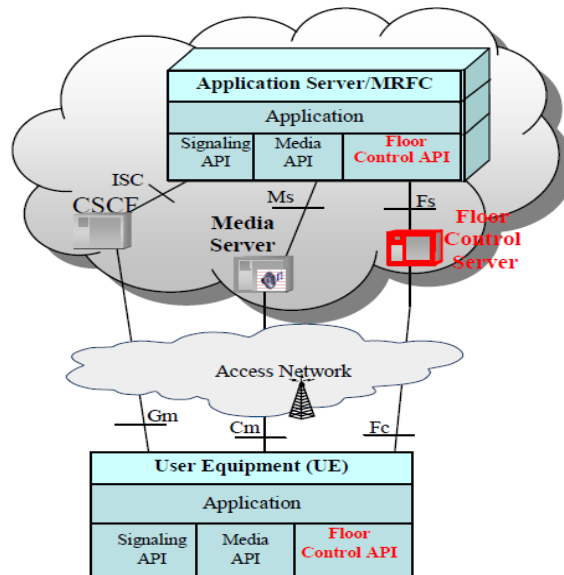 Application Server/MRFC
Application
Signaling
API
Media
API
Floor
Control API
ISC
CSCF
Ms
Fs
Media
Server
Floor
Control
Server
Access Network
Gm
Cm
Fc
User Equipment (UE)
Application
Signaling
API
Media
API
Floor
Control API